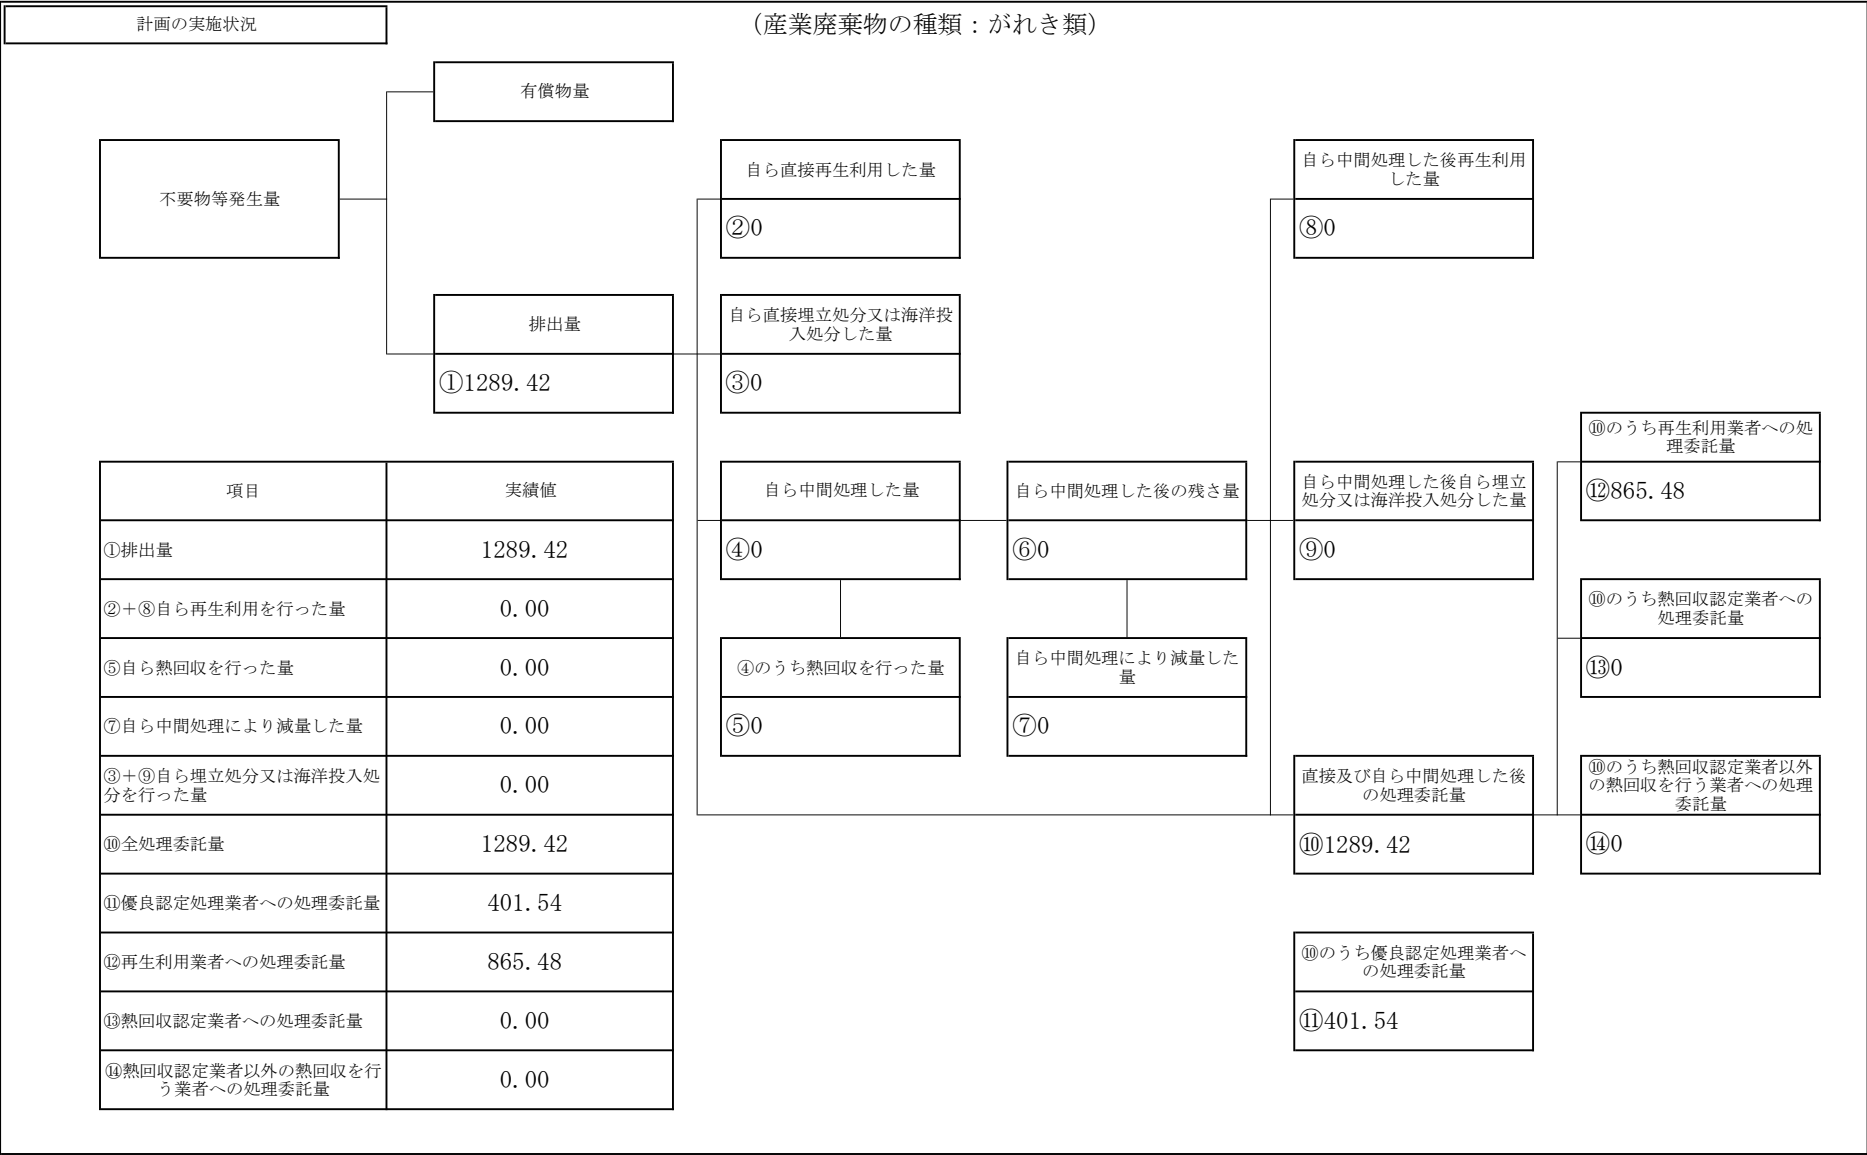 計画の実施状況
（産業廃棄物の種類：がれき類）
有償物量
不要物等発生量
自ら直接再生利用した量
②0
自ら中間処理した後再生利用
した量
⑧0
排出量
①1289.42
自ら直接埋立処分又は海洋投
入処分した量
③0
⑩のうち再生利用業者への処
理委託量
⑫865.48
項目
実績値
①排出量
1289.42
②＋⑧自ら再生利用を行った量
0.00
⑤自ら熱回収を行った量
0.00
⑦自ら中間処理により減量した量
0.00
③＋⑨自ら埋立処分又は海洋投入処
分を行った量
0.00
⑩全処理委託量
1289.42
⑪優良認定処理業者への処理委託量
401.54
⑫再生利用業者への処理委託量
865.48
⑬熱回収認定業者への処理委託量
0.00
⑭熱回収認定業者以外の熱回収を行
う業者への処理委託量
0.00
自ら中間処理した量
④0
自ら中間処理した後の残さ量
⑥0
自ら中間処理した後自ら埋立
処分又は海洋投入処分した量
⑨0
⑩のうち熱回収認定業者への
処理委託量
⑬0
④のうち熱回収を行った量
⑤0
自ら中間処理により減量した
量
⑦0
直接及び自ら中間処理した後
の処理委託量
⑩1289.42
⑩のうち熱回収認定業者以外
の熱回収を行う業者への処理
委託量
⑭0
⑩のうち優良認定処理業者へ
の処理委託量
⑪401.54